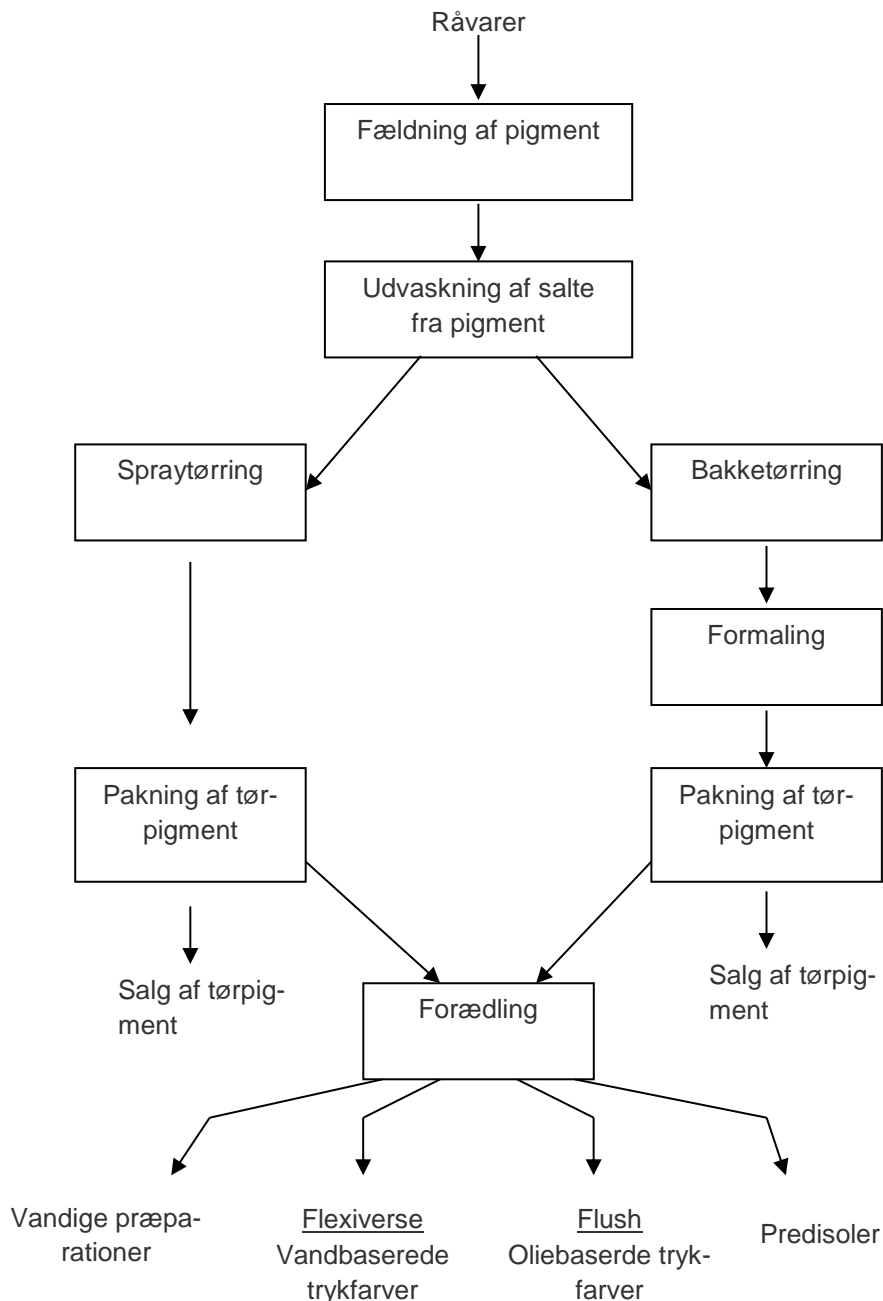 Råvarer
Fældning af pigment
Udvaskning af salte
fra pigment
Spraytørring
Bakketørring
Formaling
Pakning af tør-
pigment
Pakning af tør-
pigment
Salg af tørpig-
ment
Salg af tørpig-
ment
Forædling
Vandige præpa-
rationer
Flexiverse
Vandbaserede
trykfarver
Flush
Oliebaserde tryk-
farver
Predisoler